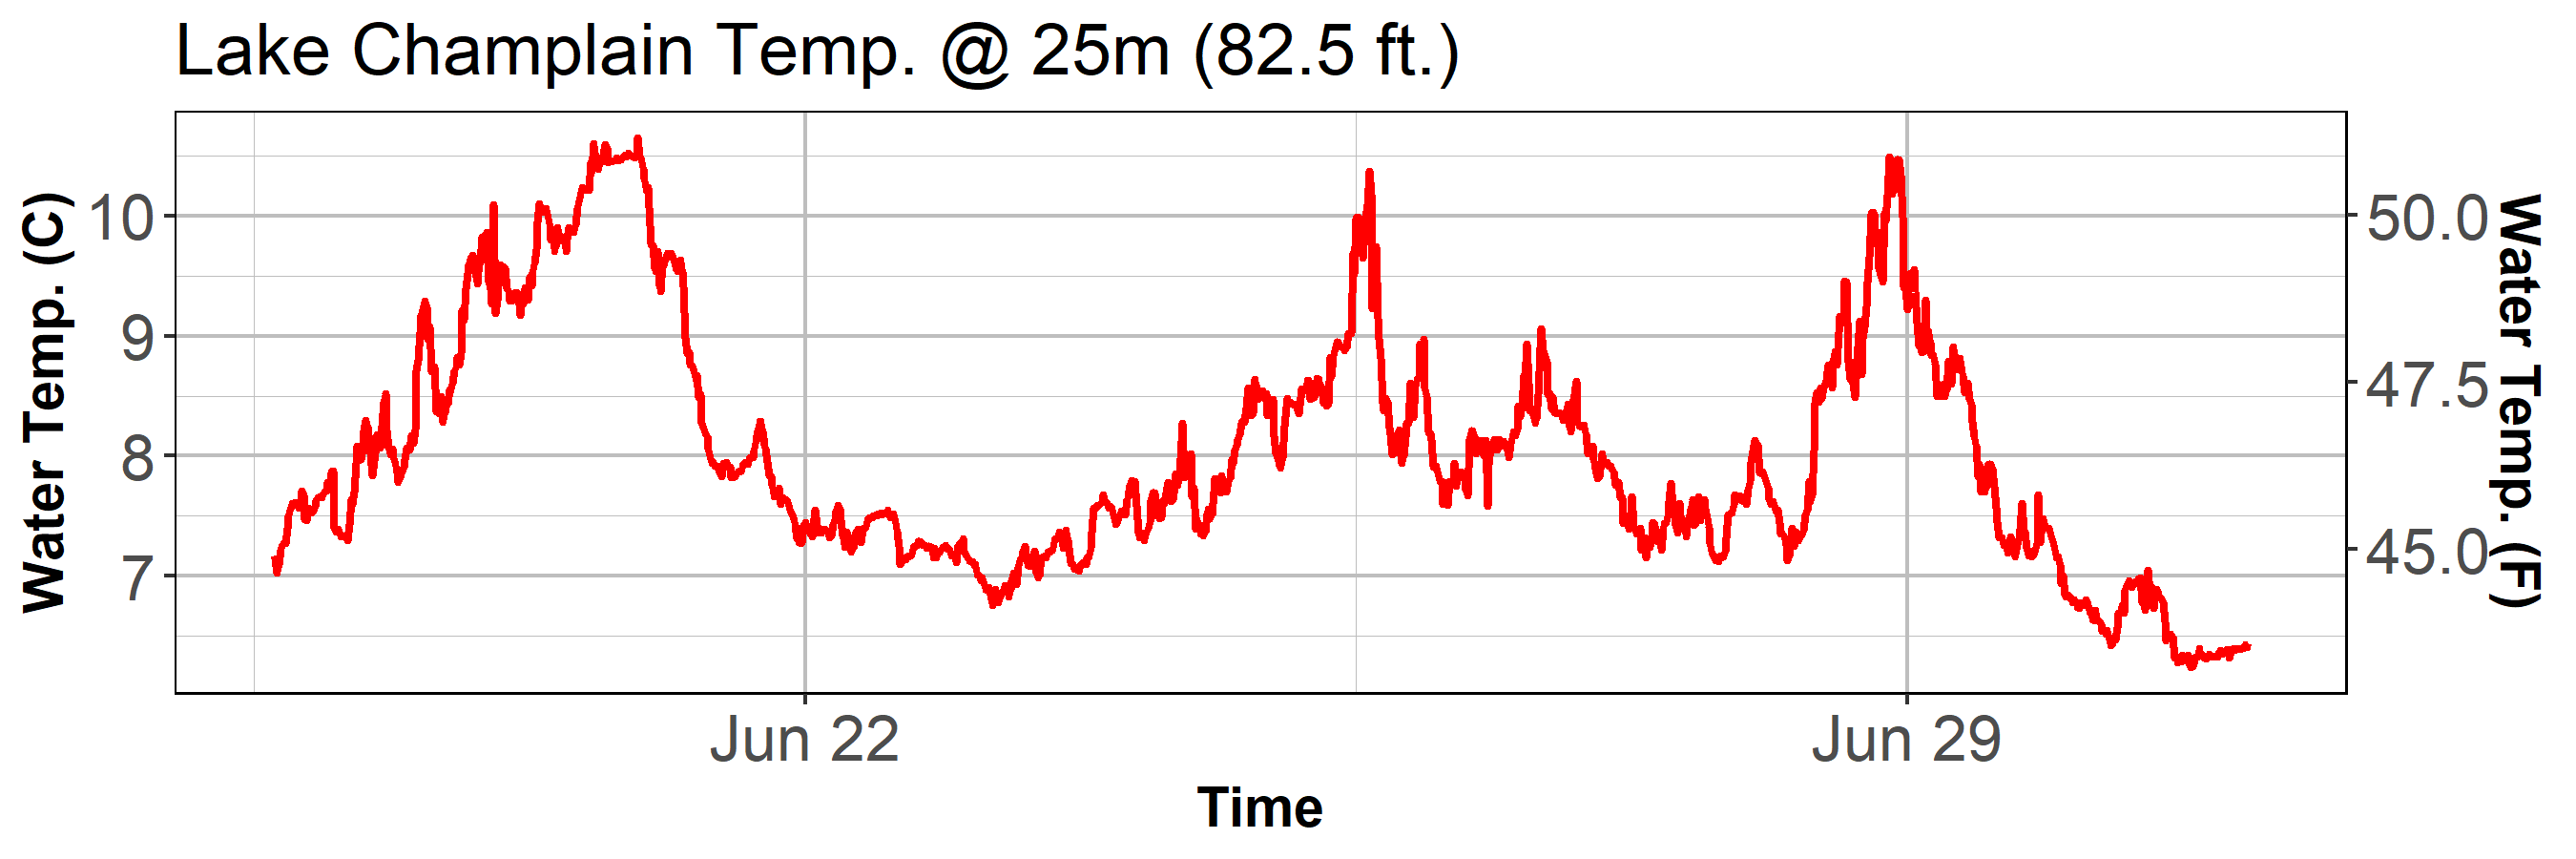 Lake Champlain Temp. @ 25m (82.5 ft.)
Water Temp. (C)
10
9
8
7
50.0
47.5
45.0
Water Temp. (F)
Jun 22
Jun 29
Time